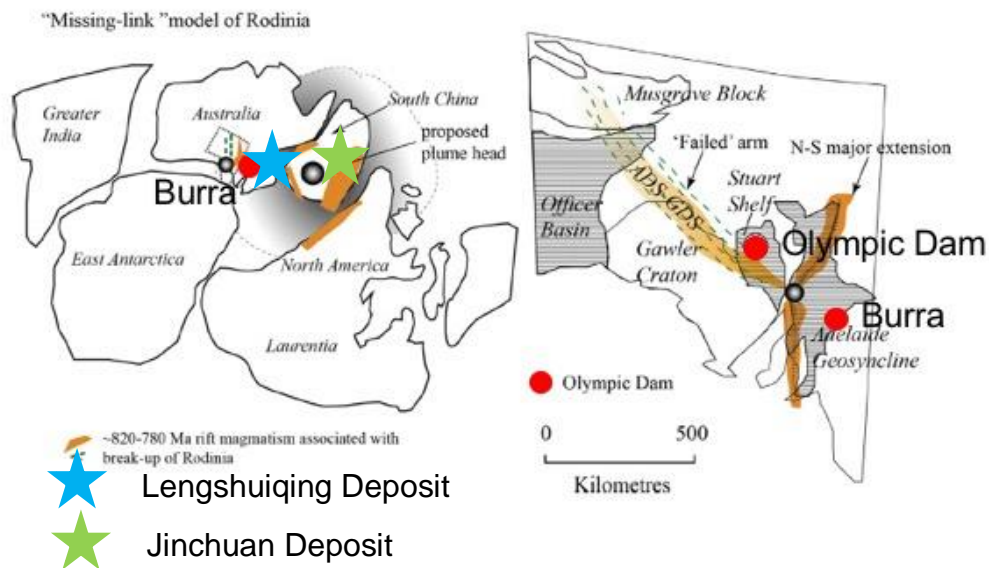 "Missing-link "model of Rodinia
Greater
India
Australia
South China
proposed
plume head
Burra
East Antarctica
North America
Laurentia
~820-780 Ma rift magmatism associated with
break-up of Rodinia
Lengshuiqing Deposit
Jinchuan Deposit
Musgrave Block
'Failed' arm
N-S major extension
ADS-GDS
Stuart
Shelf
Officer
Basin
Olympic Dam
Gawler
Craton
Burra
Adelaide
Geosyncline
Olympic Dam
0
500
Kilometres